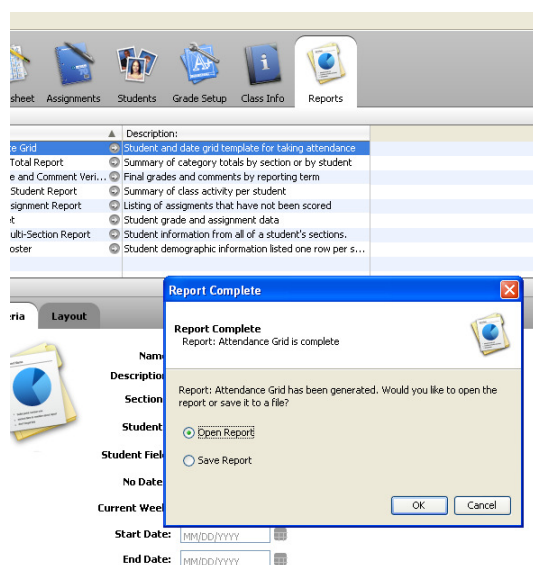 sheet Assignments Students Grade Setup Class Info Reports
Description:
ce Grid Student and date grid template for taking attendance
Total Report Summary of category totals by section or by student
e and Comment Veri... Final grades and comments by reporting term
Student Report Summary of class activity per student
signment Report Listing of assigments that have not been scored
et Student grade and assignment data
ulti-Section Report Student information from all of a student's sections.
oster Student demographic information listed one row per s...
Report Complete
eria Layout
Report Complete
Report: Attendance Grid is complete
Name
Description
Report: Attendance Grid has been generated. Would you like to open the
report or save it to a file?
Section
Student
Open Report
Student Fiel
Save Report
No Date
Current Weel
OK Cancel
Start Date: MM/DD/YYYY
End Date: MM/DD/YYYY